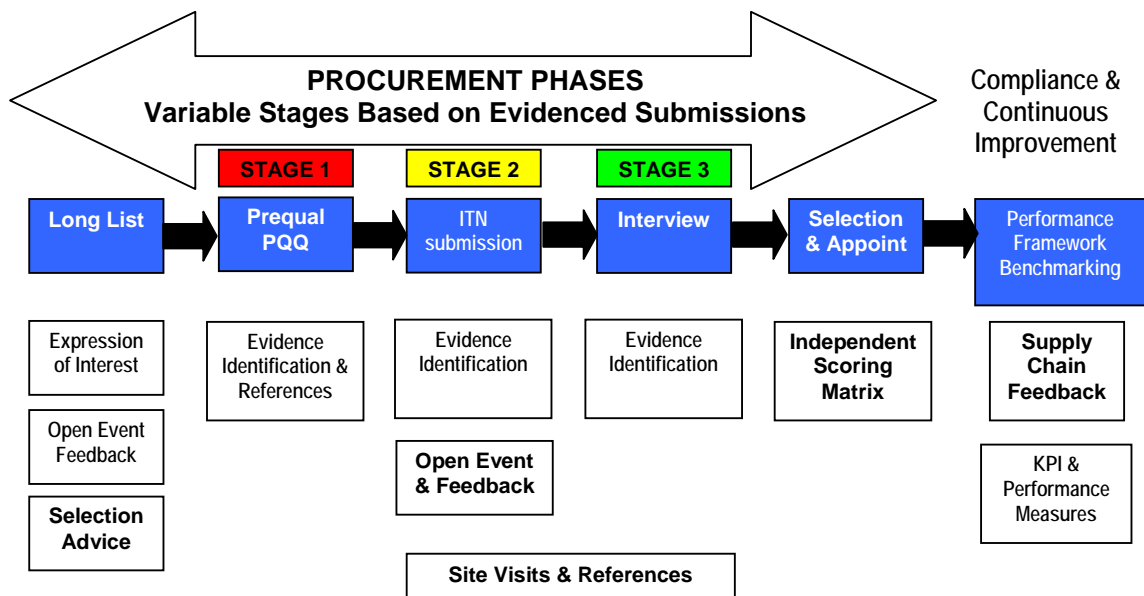 PROCUREMENT PHASES
Variable Stages Based on Evidenced Submissions
Compliance &
Continuous
Improvement
STAGE 1
STAGE 2
STAGE 3
Long List
Prequal
PQQ
ITN
submission
Interview
Selection
& Appoint
Performance
Framework
Benchmarking
Expression
of Interest
Evidence
Identification &
References
Evidence
Identification
Evidence
Identification
Independent
Scoring
Matrix
Supply
Chain
Feedback
Open Event
Feedback
Open Event
& Feedback
KPI &
Performance
Measures
Selection
Advice
Site Visits & References